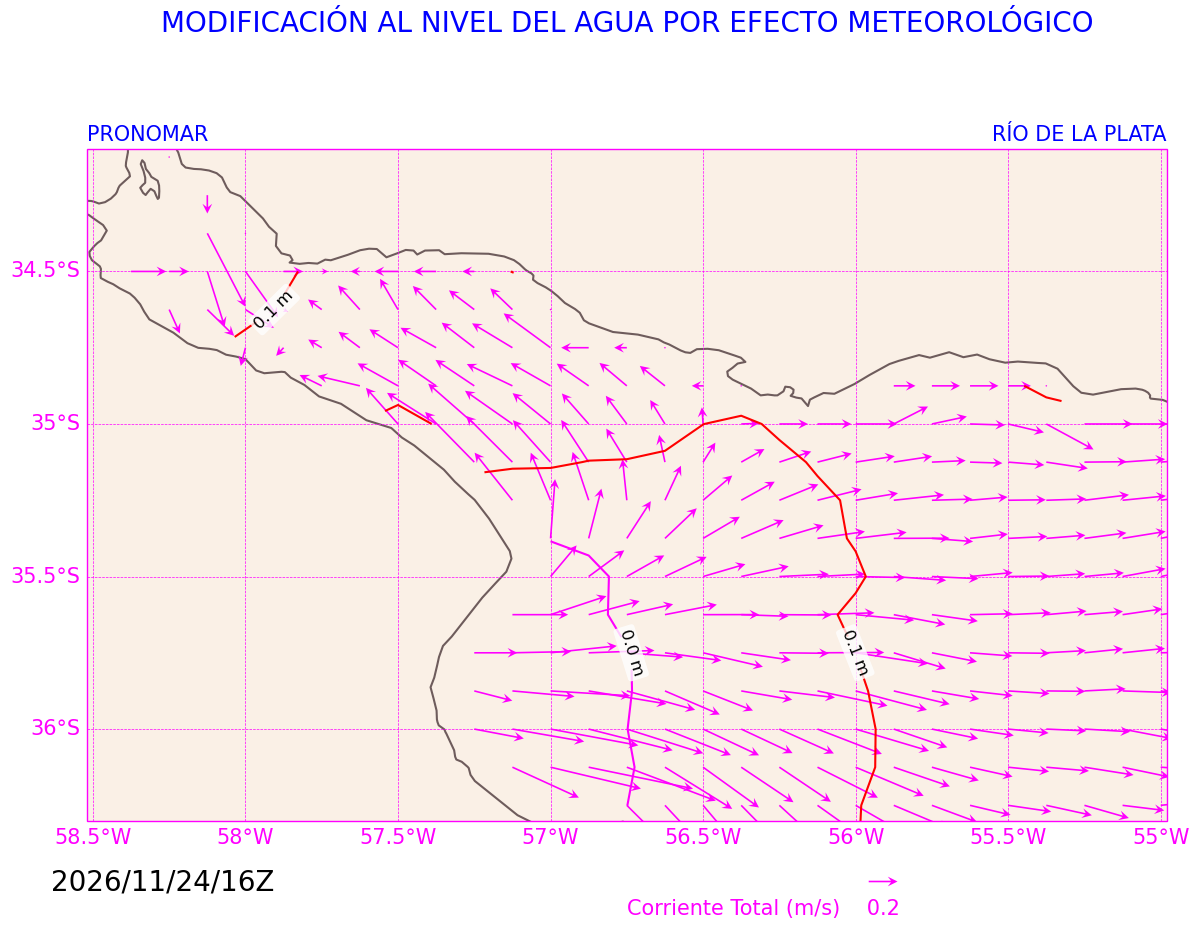 MODIFICACIÓN AL NIVEL DEL AGUA POR EFECTO METEOROLÓGICO
PRONOMAR
RÍO DE LA PLATA
34.5°S
0.1 m
35°S
35.5°S
0.0 m
0.1 m
36°S
58.5°W
58°W
57.5°W
57°W
56.5°W
56°W
55.5°W
55°W
2026/11/24/16Z
Corriente Total (m/s)
0.2